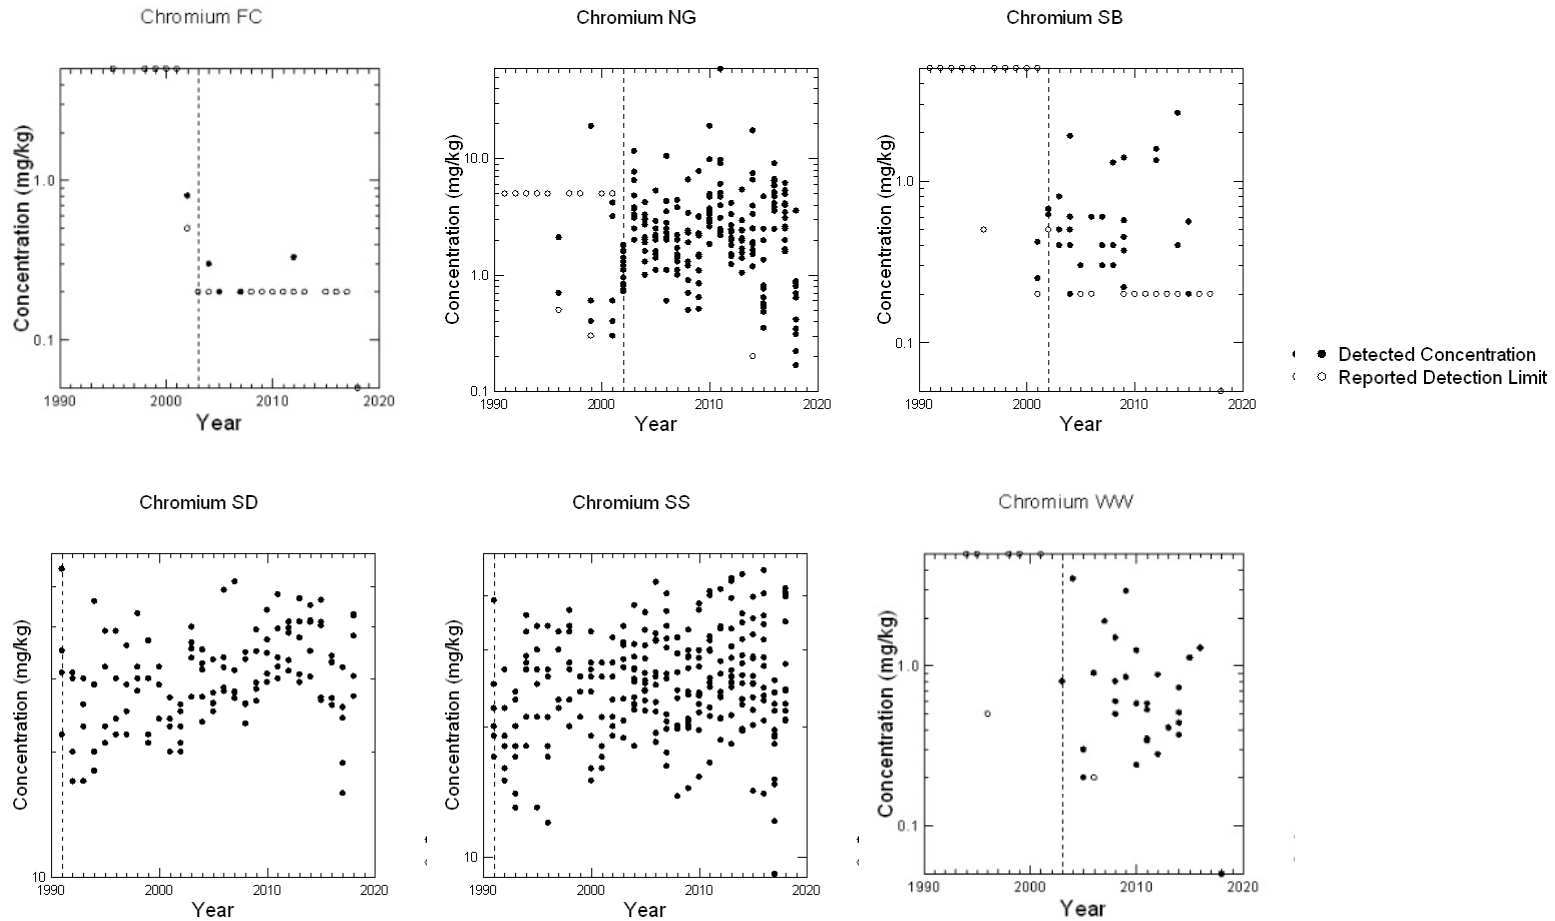 Chromium FC
Concentration (mg/kg)
1.0
0.1
1990
2000
2010
2020
Year
Chromium NG
Concentration (mg/kg)
10.0
1.0
0.1
1990
2000
2010
2020
Year
Chromium SB
Concentration (mg/kg)
1.0
0.1
1990
2000
2010
2020
Year
Detected Concentration
Reported Detection Limit
Chromium SD
Concentration (mg/kg)
10
1990
2000
2010
2020
Year
Chromium SS
Concentration (mg/kg)
10
1990
2000
2010
2020
Year
Chromium WW
Concentration (mg/kg)
1.0
0.1
1990
2000
2010
2020
Year